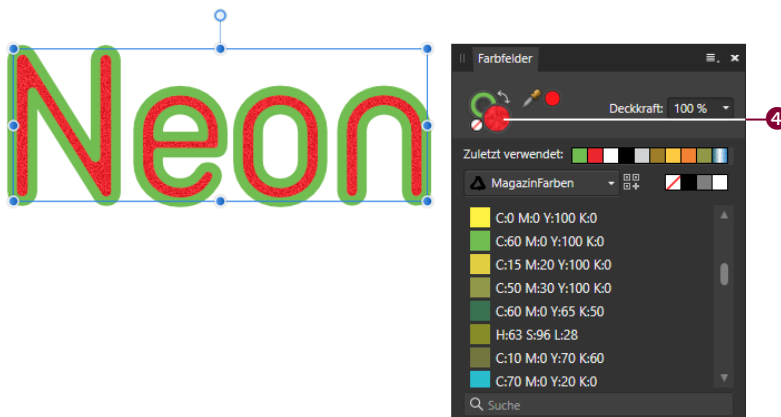 Neon
Farbfelder
Deckkraft: 100 %
4
Zuletzt verwendet:
MagazinFarben
C:0 M:0 Y:100 K:0
C:60 M:0 Y:100 K:0
C:15 M:20 Y:100 K:0
C:50 M:30 Y:100 K:0
C:60 M:0 Y:65 K:50
H:63 S:96 L:28
C:10 M:0 Y:70 K:60
C:70 M:0 Y:20 K:0
Suche